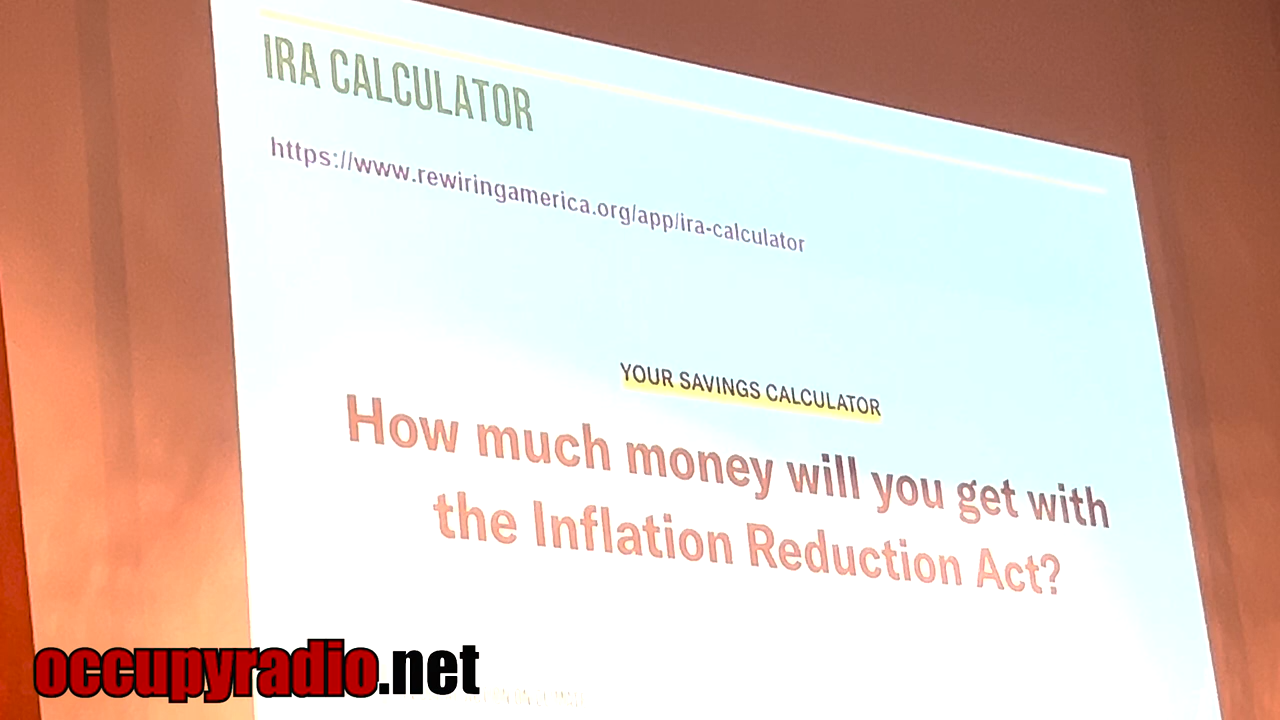 IRA CALCULATOR
https://www.rewiringamerica.org/app/ira-calculator
YOUR SAVINGS CALCULATOR
How much money will you get with
the Inflation Reduction Act?
occupyradio.net